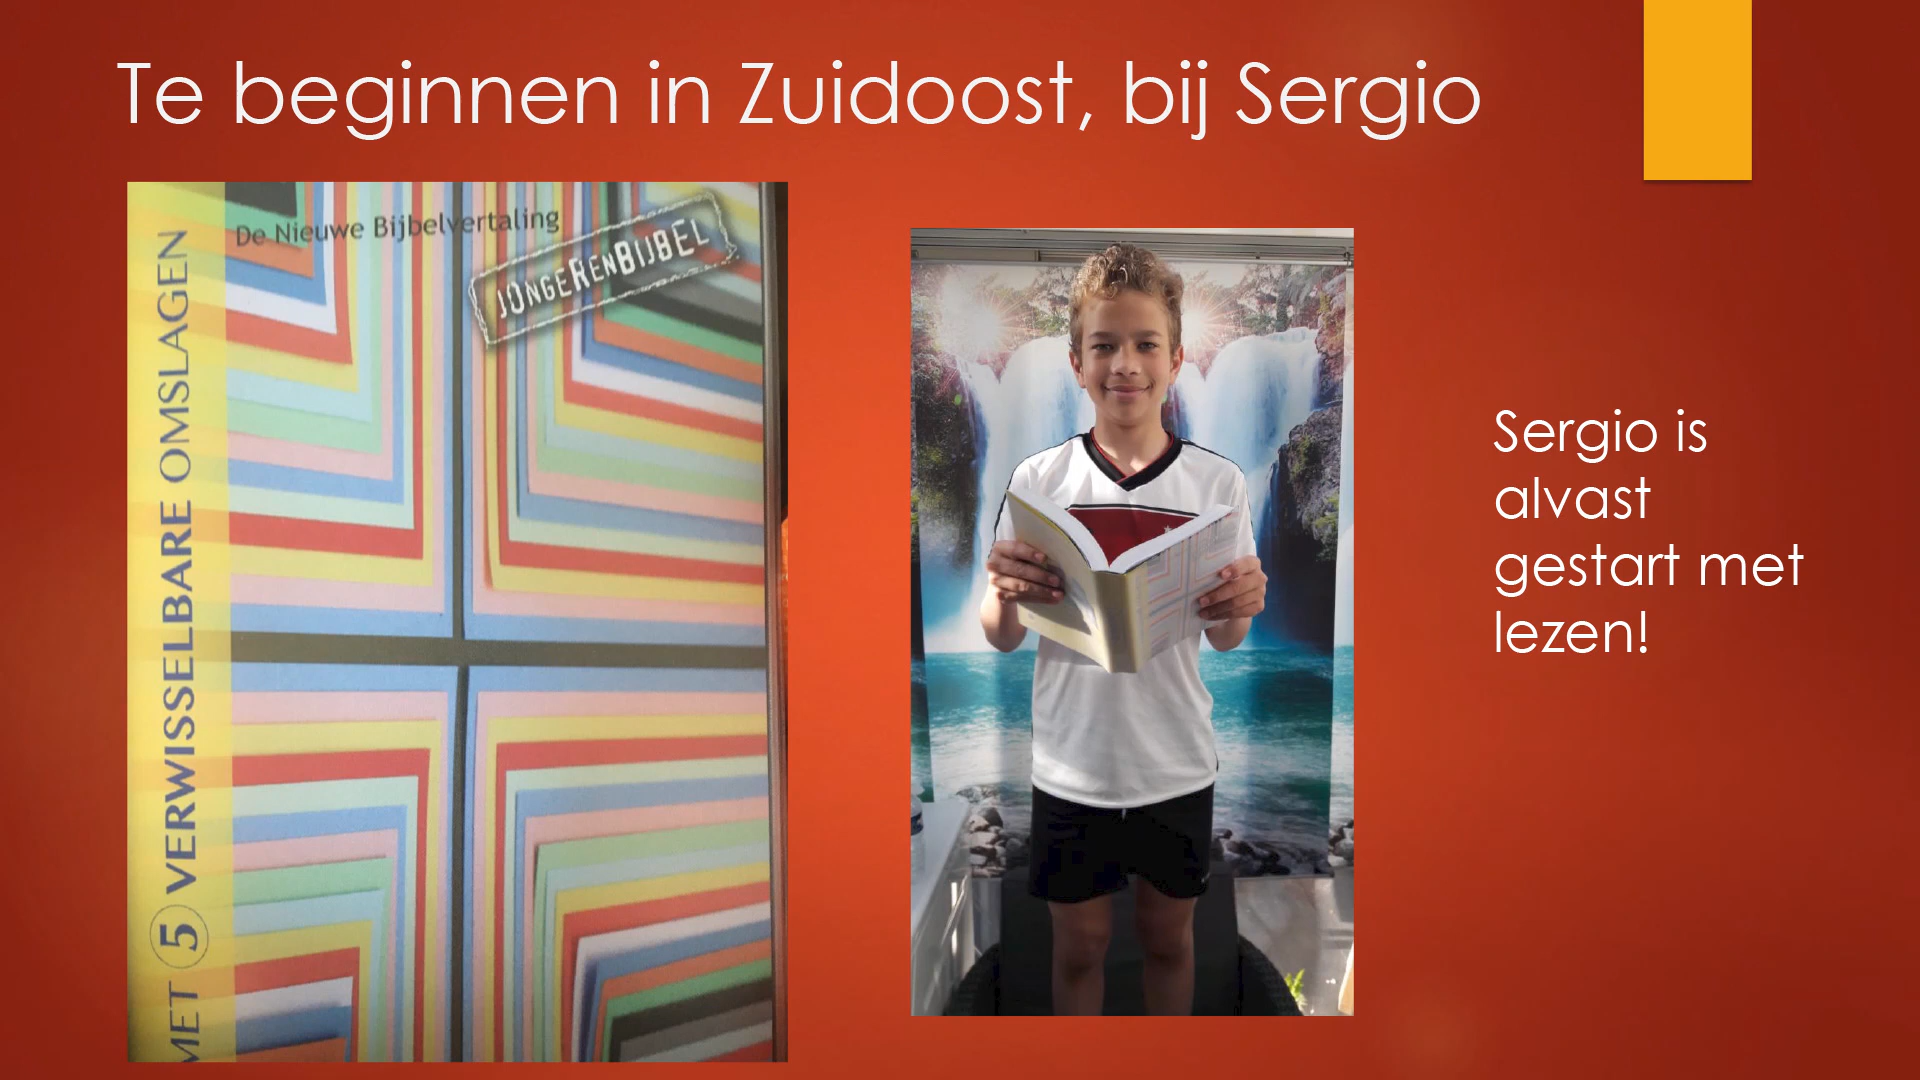 Te beginnen in Zuidoost, bij Sergio
De Nieuwe Bijbelvertaling
JONGERENBIJBEL
MET 5 VERWISSELBARE OMSLAGEN
Sergio is
alvast
gestart met
lezen!